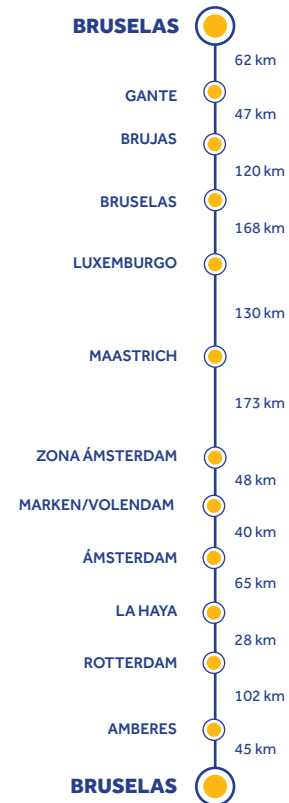 BRUSELAS
62 km
GANTE
47 km
BRUJAS
120 km
BRUSELAS
168 km
LUXEMBURGO
130 km
MAASTRICH
173 km
ZONA ÁMSTERDAM
48 km
MARKEN/VOLENDAM
40 km
ÁMSTERDAM
65 km
LA HAYA
28 km
ROTTERDAM
102 km
AMBERES
45 km
BRUSELAS